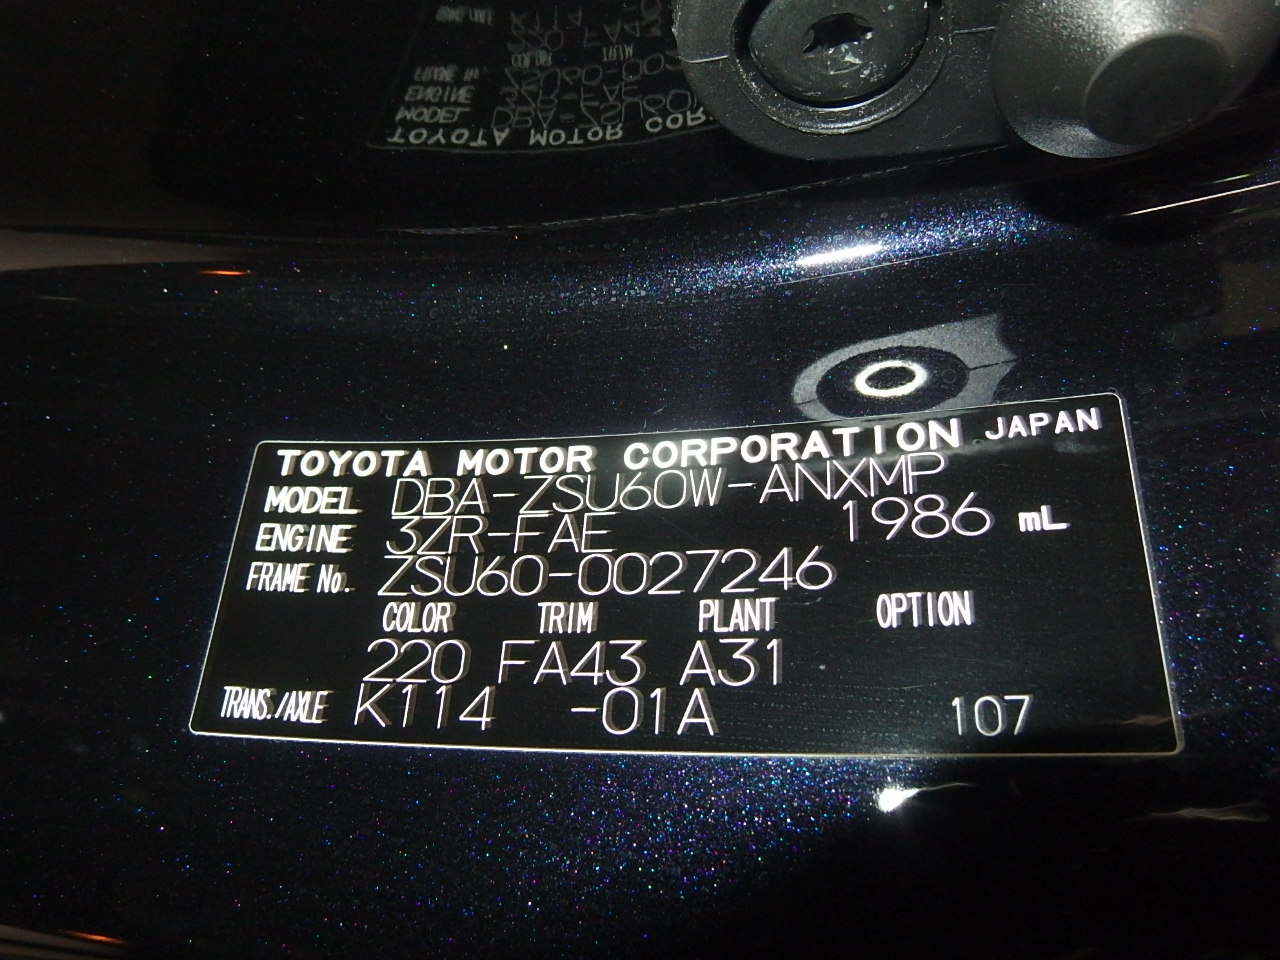 TOYOTA MOTOR CORPORATION JAPAN
MODEL DBA-ZSU60W-ANXMP
ENGINE 3ZR-FAE 1986 mL
FRAME No. ZSU60-0027246
COLOR TRIM PLANT OPTION
220 FA43 A31
TRANS./AXLE K114 -01A 107